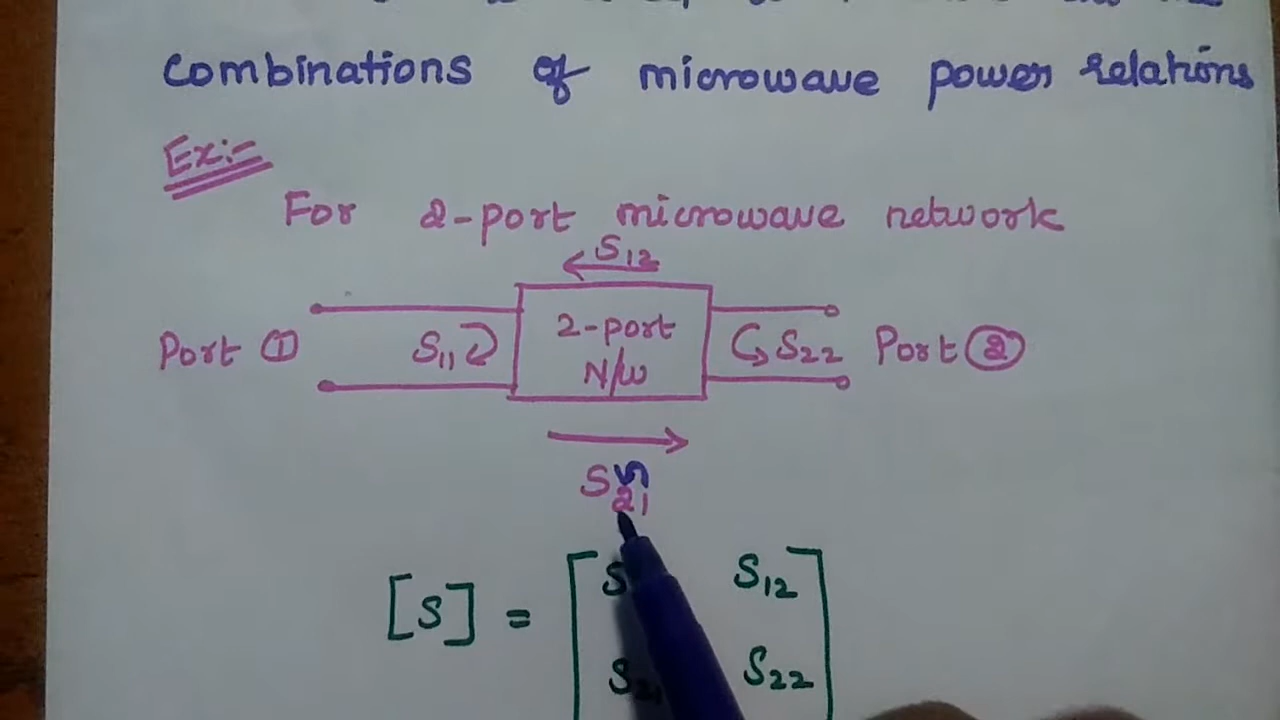 combinations of microwave power relations
Ex:-
For 2-port microwave network
S12
Port ① S11 2-port N/W S22 Port ②
S21
[S] = [ S S12
S2 S22 ]